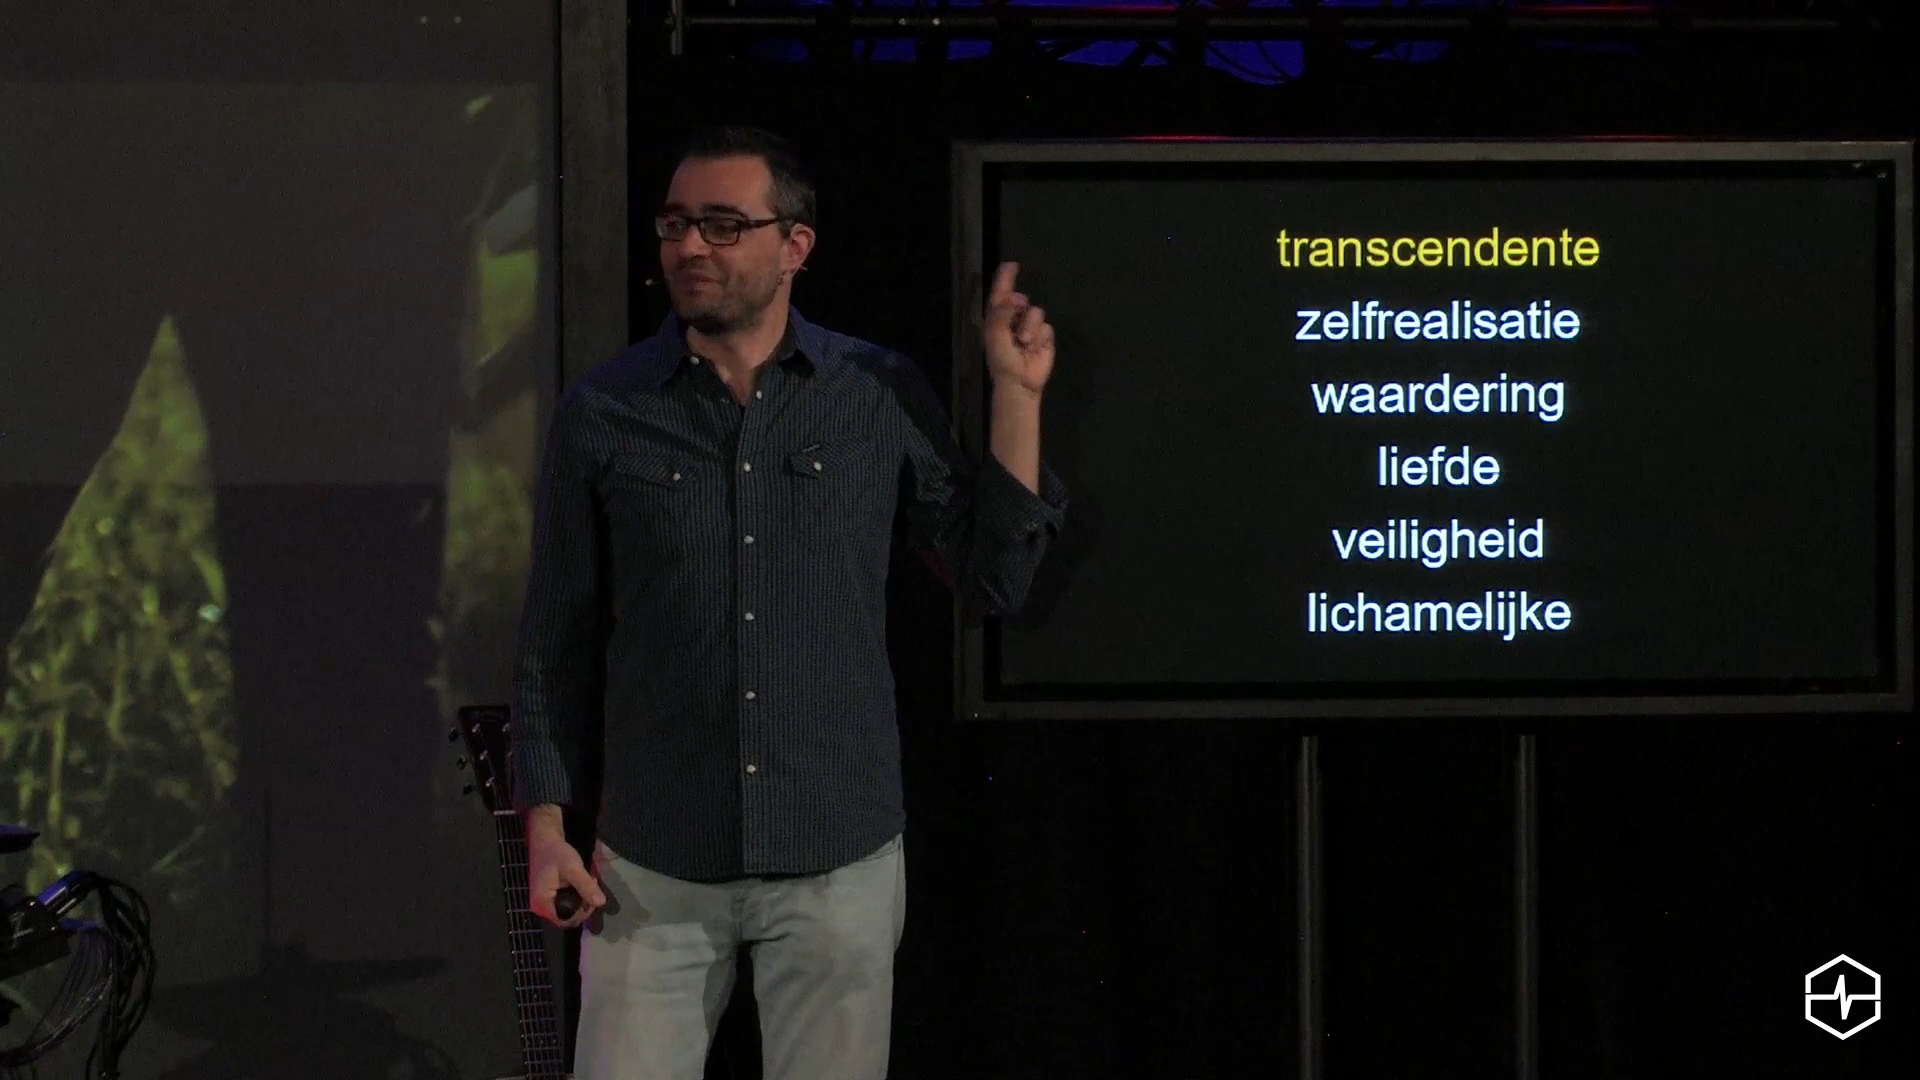 transcendente
zelfrealisatie
waardering
liefde
veiligheid
lichamelijke